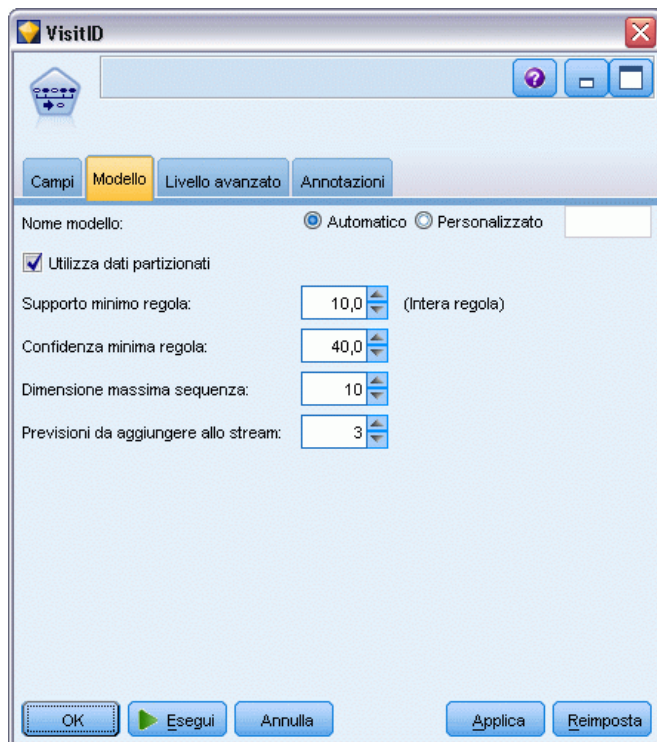 VisitID
Campi Modello Livello avanzato Annotazioni
Nome modello: Automatico Personalizzato
Utilizza dati partizionati
Supporto minimo regola: 10,0 (Intera regola)
Confidenza minima regola: 40,0
Dimensione massima sequenza: 10
Previsioni da aggiungere allo stream: 3
OK Esegui Annulla Applica Reimposta